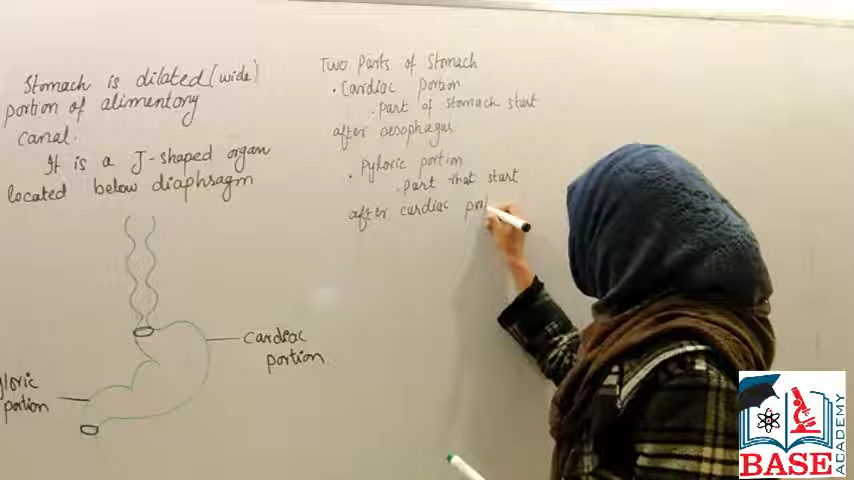 Stomach is dilated (wide)
portion of alimentory
canal.
It is a J-shaped organ
located below diaphragm
cardiac
portion
portion
Two Parts of Stomach
. Cardiac Portion
. part of stomach start
after oesophagus
. Pyloric portion
. part that start
after cardiac
BASE
ACADEMY